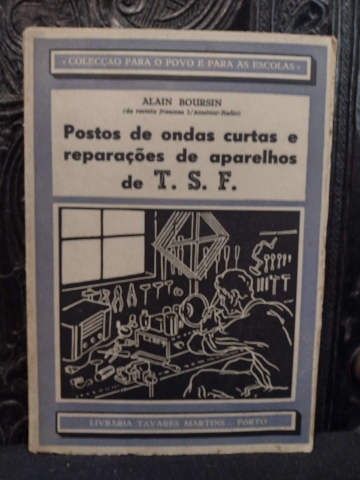 « COLECÇÃO PARA O POVO E PARA AS ESCOLAS »
ALAIN BOURSIN
(da revista francesa L'Amateur-Radio)
Postos de ondas curtas e
reparações de aparelhos
de T. S. F.
LIVRARIA TAVARES MARTINS - PORTO